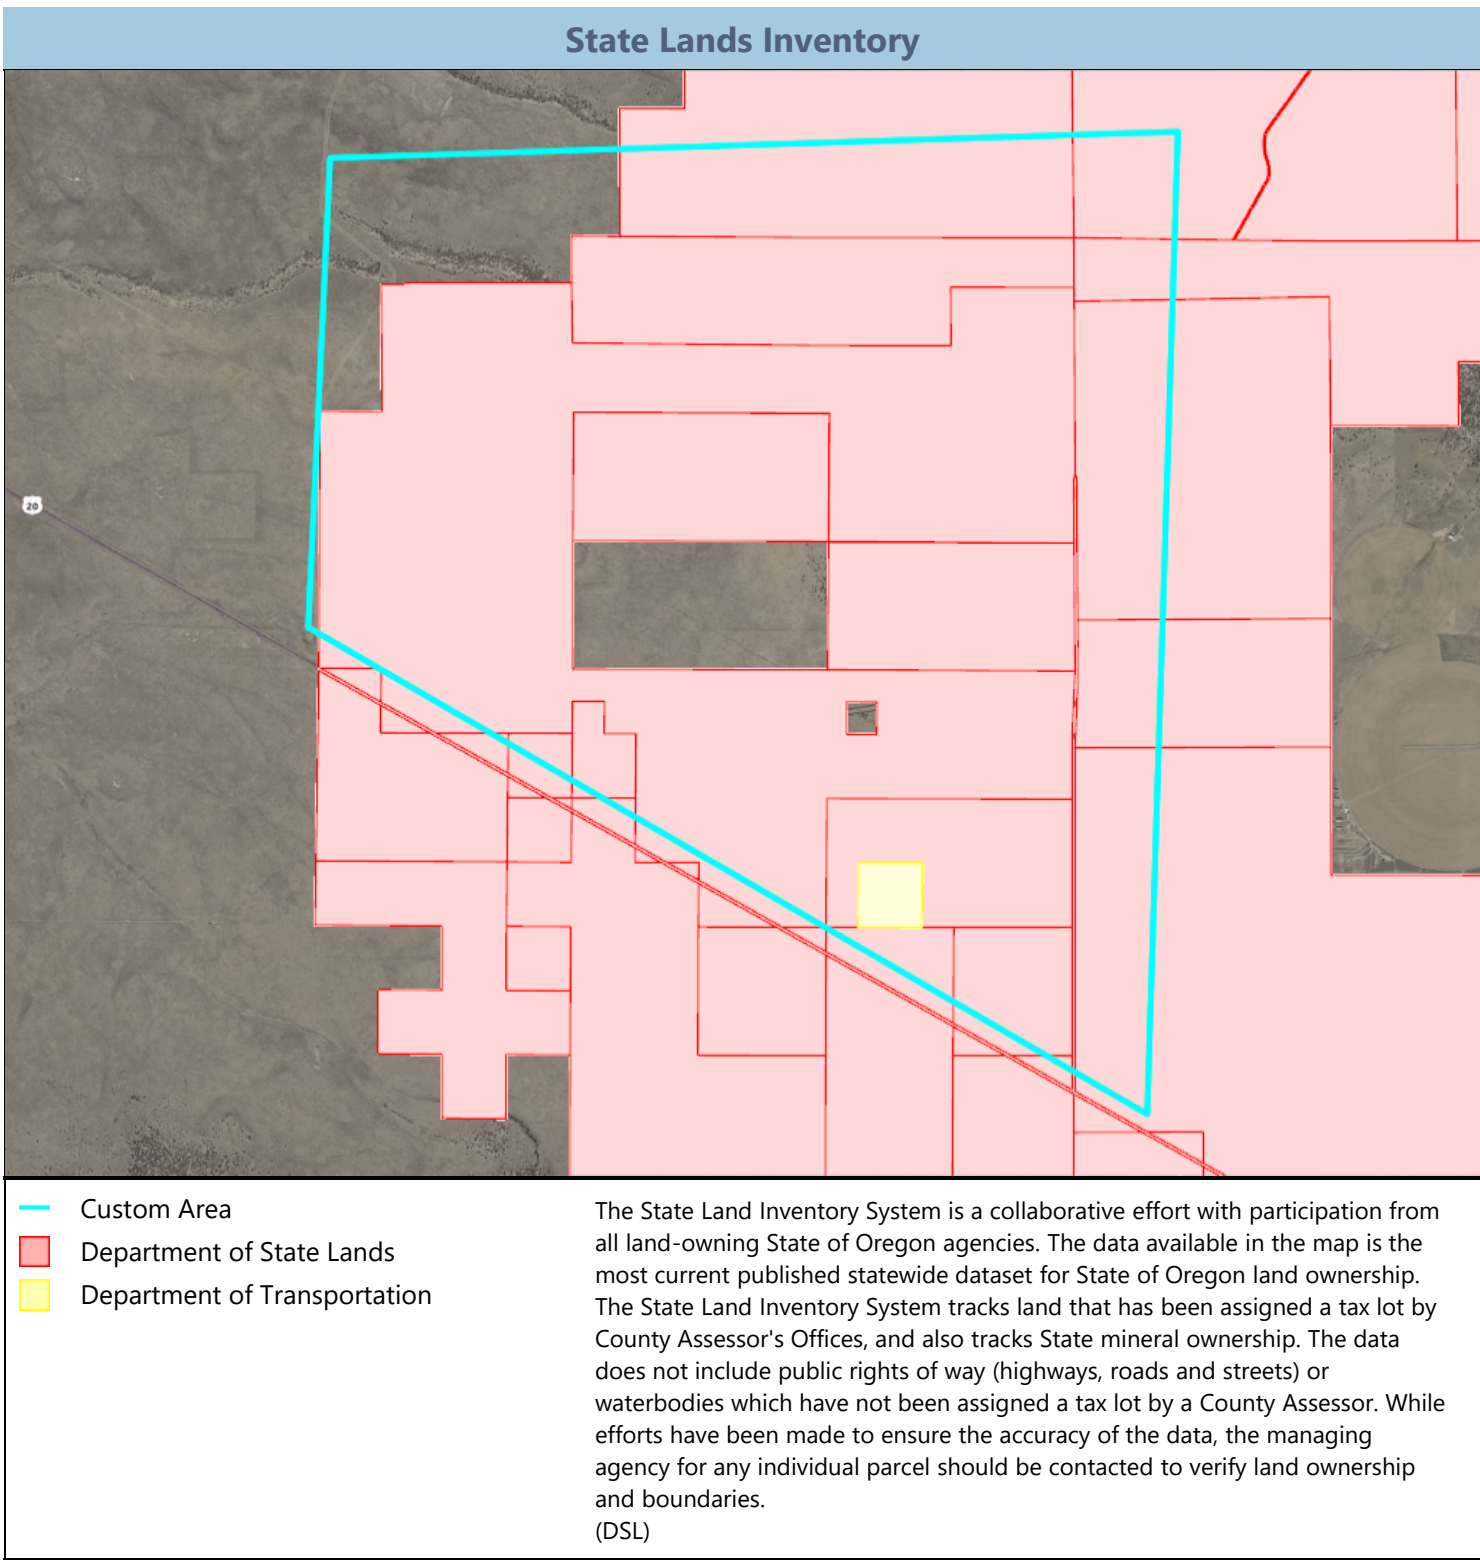 State Lands Inventory
20
Custom Area
Department of State Lands
Department of Transportation
The State Land Inventory System is a collaborative effort with participation from
all land-owning State of Oregon agencies. The data available in the map is the
most current published statewide dataset for State of Oregon land ownership.
The State Land Inventory System tracks land that has been assigned a tax lot by
County Assessor's Offices, and also tracks State mineral ownership. The data
does not include public rights of way (highways, roads and streets) or
waterbodies which have not been assigned a tax lot by a County Assessor. While
efforts have been made to ensure the accuracy of the data, the managing
agency for any individual parcel should be contacted to verify land ownership
and boundaries.
(DSL)